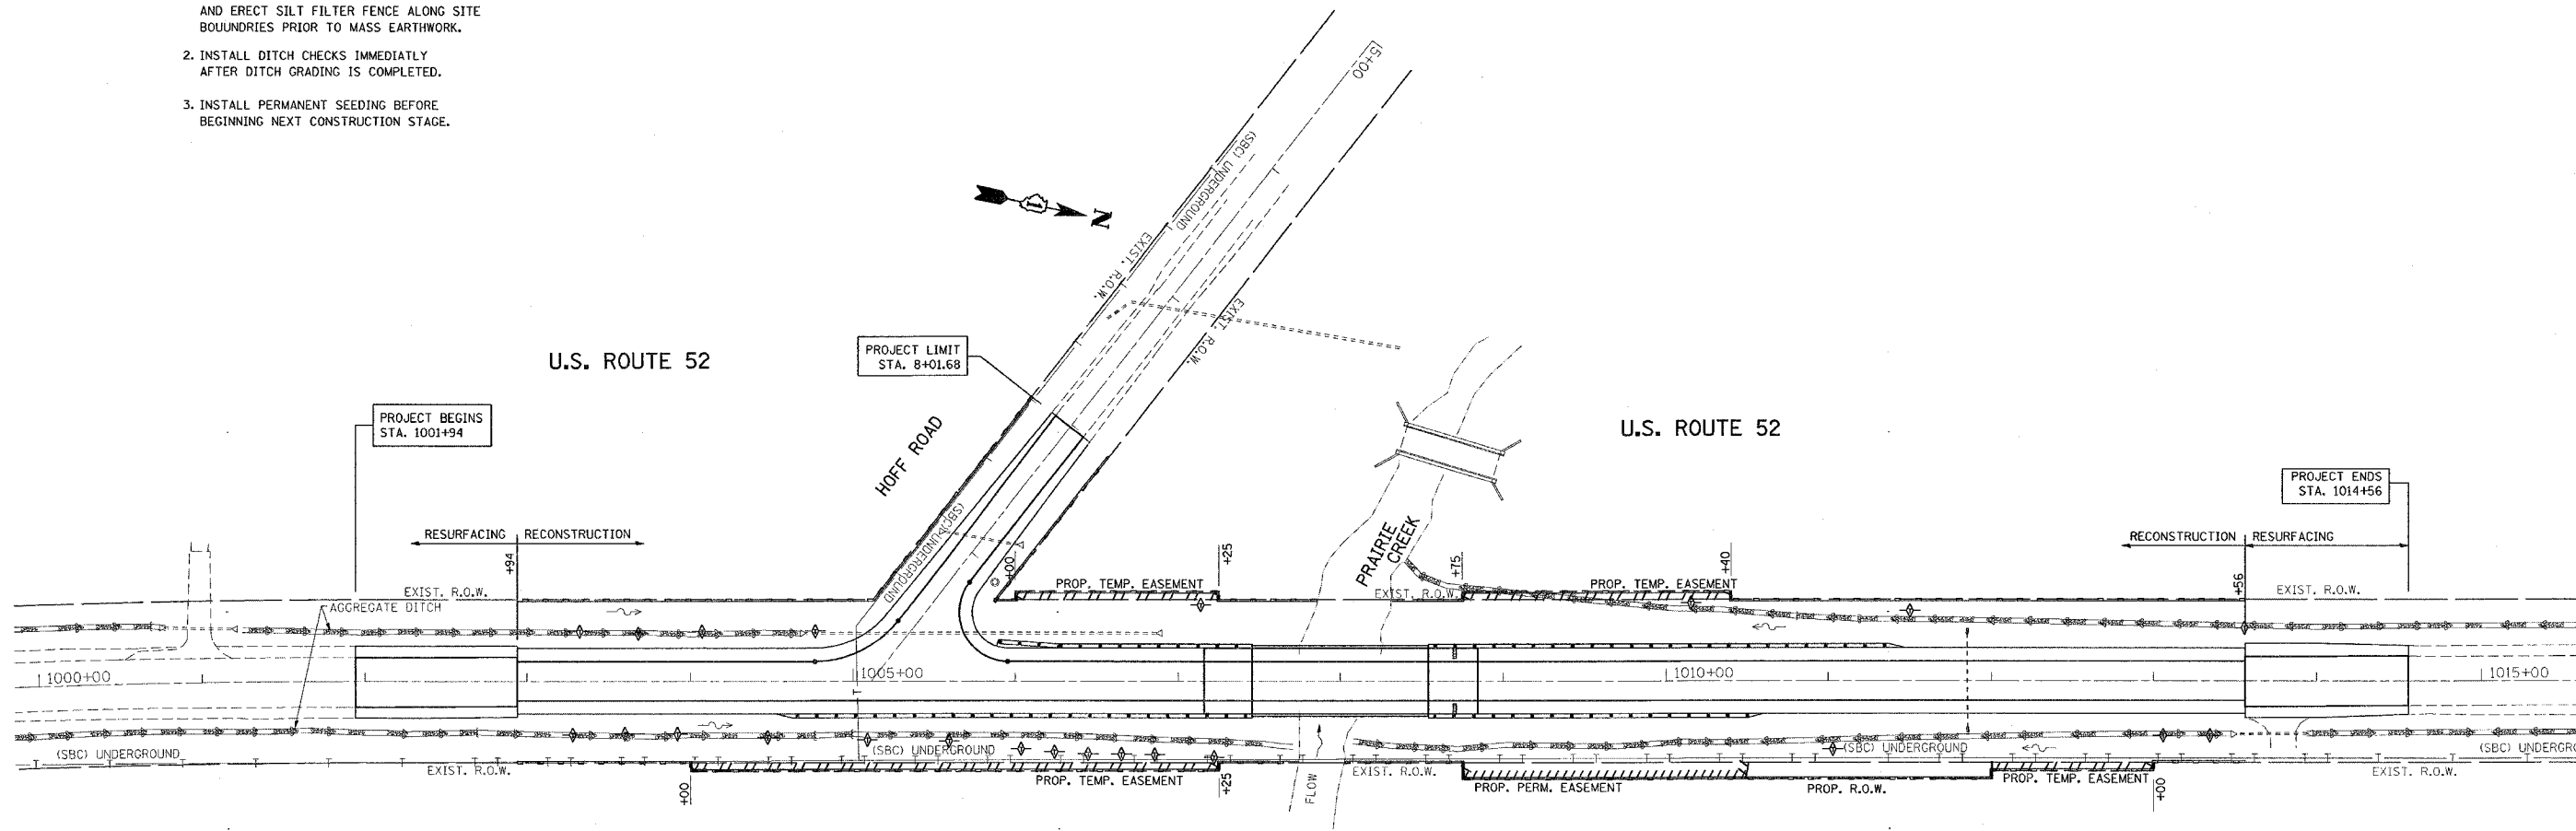 AND ERECT SILT FILTER FENCE ALONG SITE
BOUUNDRIES PRIOR TO MASS EARTHWORK.
2. INSTALL DITCH CHECKS IMMEDIATLY
AFTER DITCH GRADING IS COMPLETED.
3. INSTALL PERMANENT SEEDING BEFORE
BEGINNING NEXT CONSTRUCTION STAGE.
15+00
(SBC) UNDERGROUND
N
EXIST. R.O.W.
EXIST. R.O.W.
U.S. ROUTE 52
PROJECT LIMIT
STA. 8+01.68
PROJECT BEGINS
STA. 1001+94
HOFF ROAD
U.S. ROUTE 52
PROJECT ENDS
STA. 1014+56
(SBC) UNDERGROUND
PRAIRIE
CREEK
RESURFACING
RECONSTRUCTION
RECONSTRUCTION
RESURFACING
+94
+00
+25
+75
+40
+56
EXIST. R.O.W.
AGGREGATE DITCH
UNDERGROUND
PROP. TEMP. EASEMENT
EXIST. R.O.W.
PROP. TEMP. EASEMENT
EXIST. R.O.W.
1000+00
1005+00
1010+00
1015+00
(SBC) UNDERGROUND
(SBC) UNDERGROUND
(SBC) UNDERGROUND
(SBC) UNDERGRO
EXIST. R.O.W.
EXIST. R.O.W.
EXIST. R.O.W.
+00
PROP. TEMP. EASEMENT
+25
FLOW
PROP. PERM. EASEMENT
PROP. R.O.W.
PROP. TEMP. EASEMENT
+00